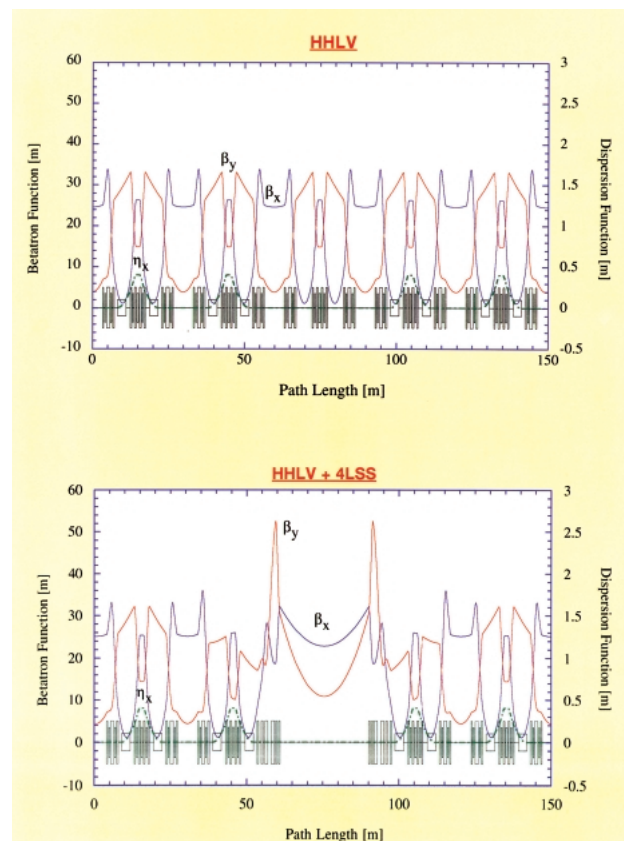 HHLV
60
50
40
30
20
10
0
-10
Betatron Function [m]
3
2.5
2
1.5
1
0.5
0
-0.5
Dispersion Function [m]
βy
βx
ηx
0
50
100
150
Path Length [m]
HHLV + 4LSS
60
50
40
30
20
10
0
-10
Betatron Function [m]
3
2.5
2
1.5
1
0.5
0
-0.5
Dispersion Function [m]
βy
βx
ηx
0
50
100
150
Path Length [m]